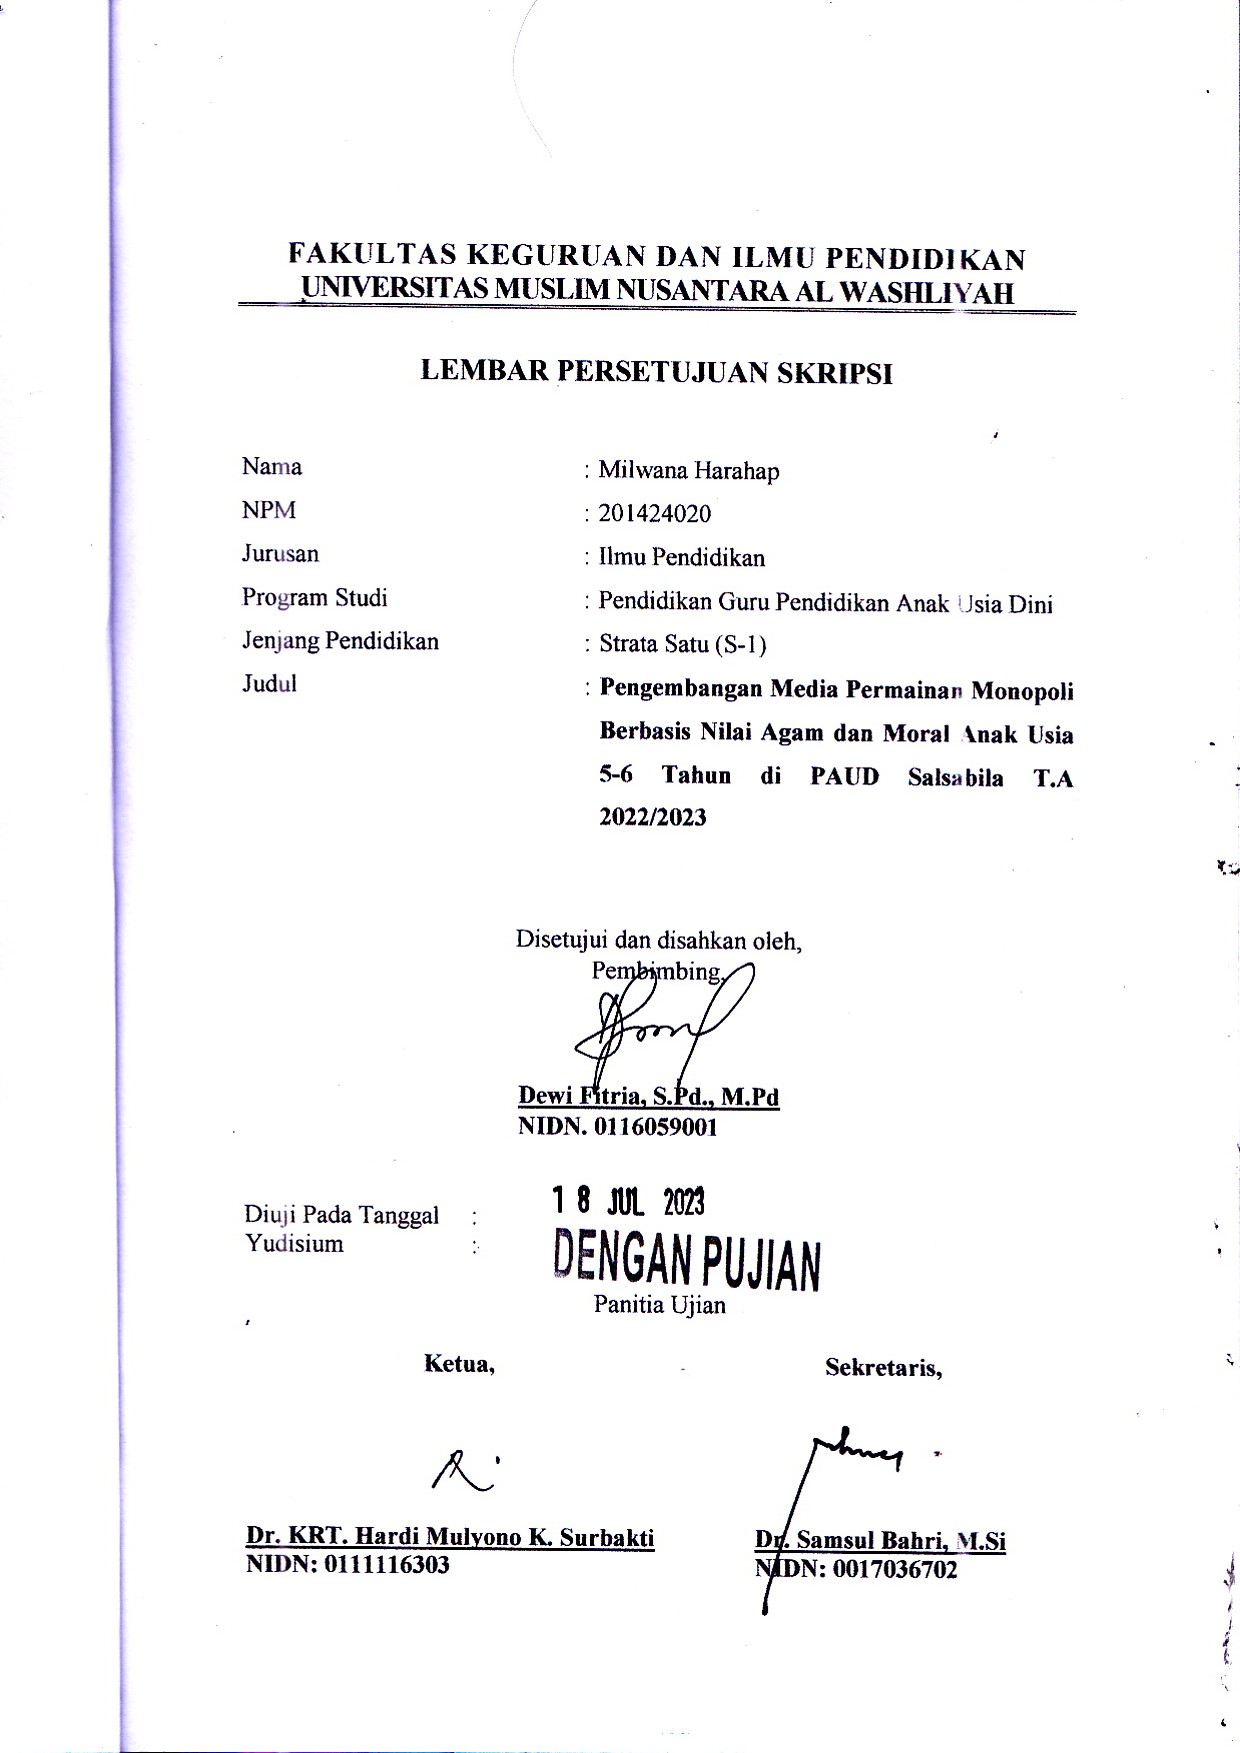 FAKULTAS KEGURUAN DAN ILMU PENDIDIKAN
UNIVERSITAS MUSLIM NUSANTARA AL WASHLIYAH
LEMBAR PERSETUJUAN SKRIPSI
Nama : Milwana Harahap
NPM : 201424020
Jurusan : Ilmu Pendidikan
Program Studi : Pendidikan Guru Pendidikan Anak Usia Dini
Jenjang Pendidikan : Strata Satu (S-1)
Judul : Pengembangan Media Permainan Monopoli
Berbasis Nilai Agam dan Moral Anak Usia
5-6 Tahun di PAUD Salsabila T.A
2022/2023
Disetujui dan disahkan oleh,
Pembimbing,
Dewi Fitria, S.Pd., M.Pd
NIDN. 0116059001
Diuji Pada Tanggal : 18 JUL 2023
Yudisium : DENGAN PUJIAN
Panitia Ujian
Ketua, Sekretaris,
Dr. KRT. Hardi Mulyono K. Surbakti Dr. Samsul Bahri, M.Si
NIDN: 0111116303 NIDN: 0017036702